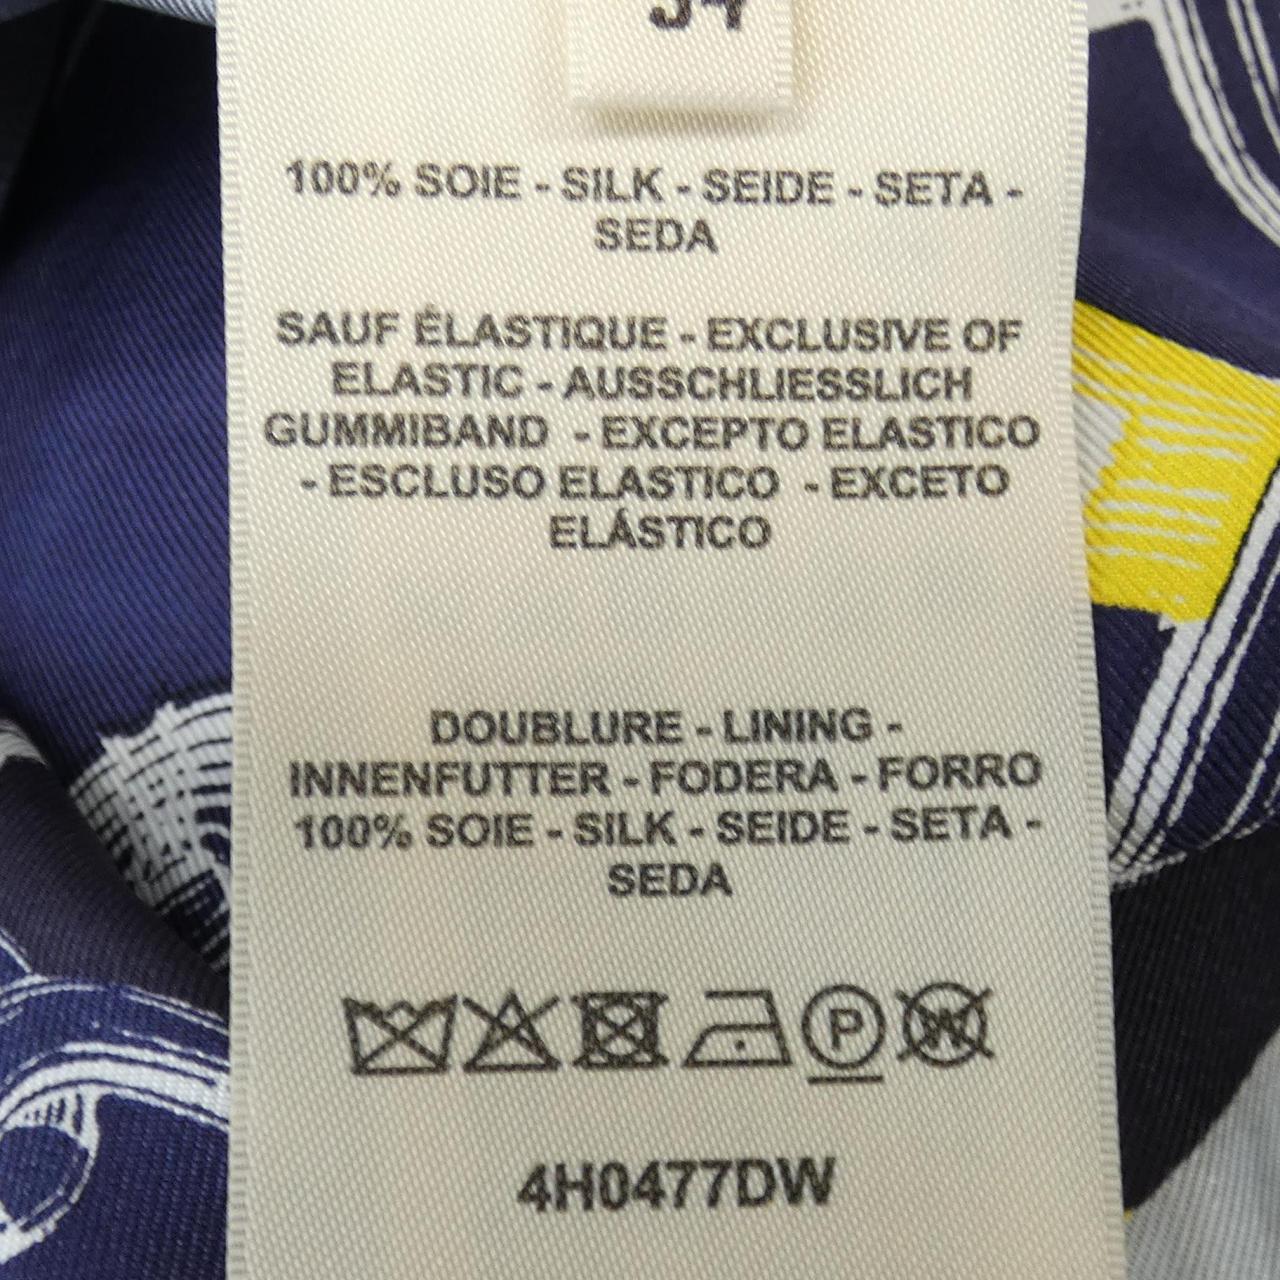 34
100% SOIE - SILK - SEIDE - SETA -
SEDA
SAUF ÉLASTIQUE - EXCLUSIVE OF
ELASTIC - AUSSCHLIESSLICH
GUMMIBAND - EXCEPTO ELASTICO
- ESCLUSO ELASTICO - EXCETO
ELÁSTICO
DOUBLURE - LINING -
INNENFUTTER - FODERA - FORRO
100% SOIE - SILK - SEIDE - SETA -
SEDA
P W
4H0477DW